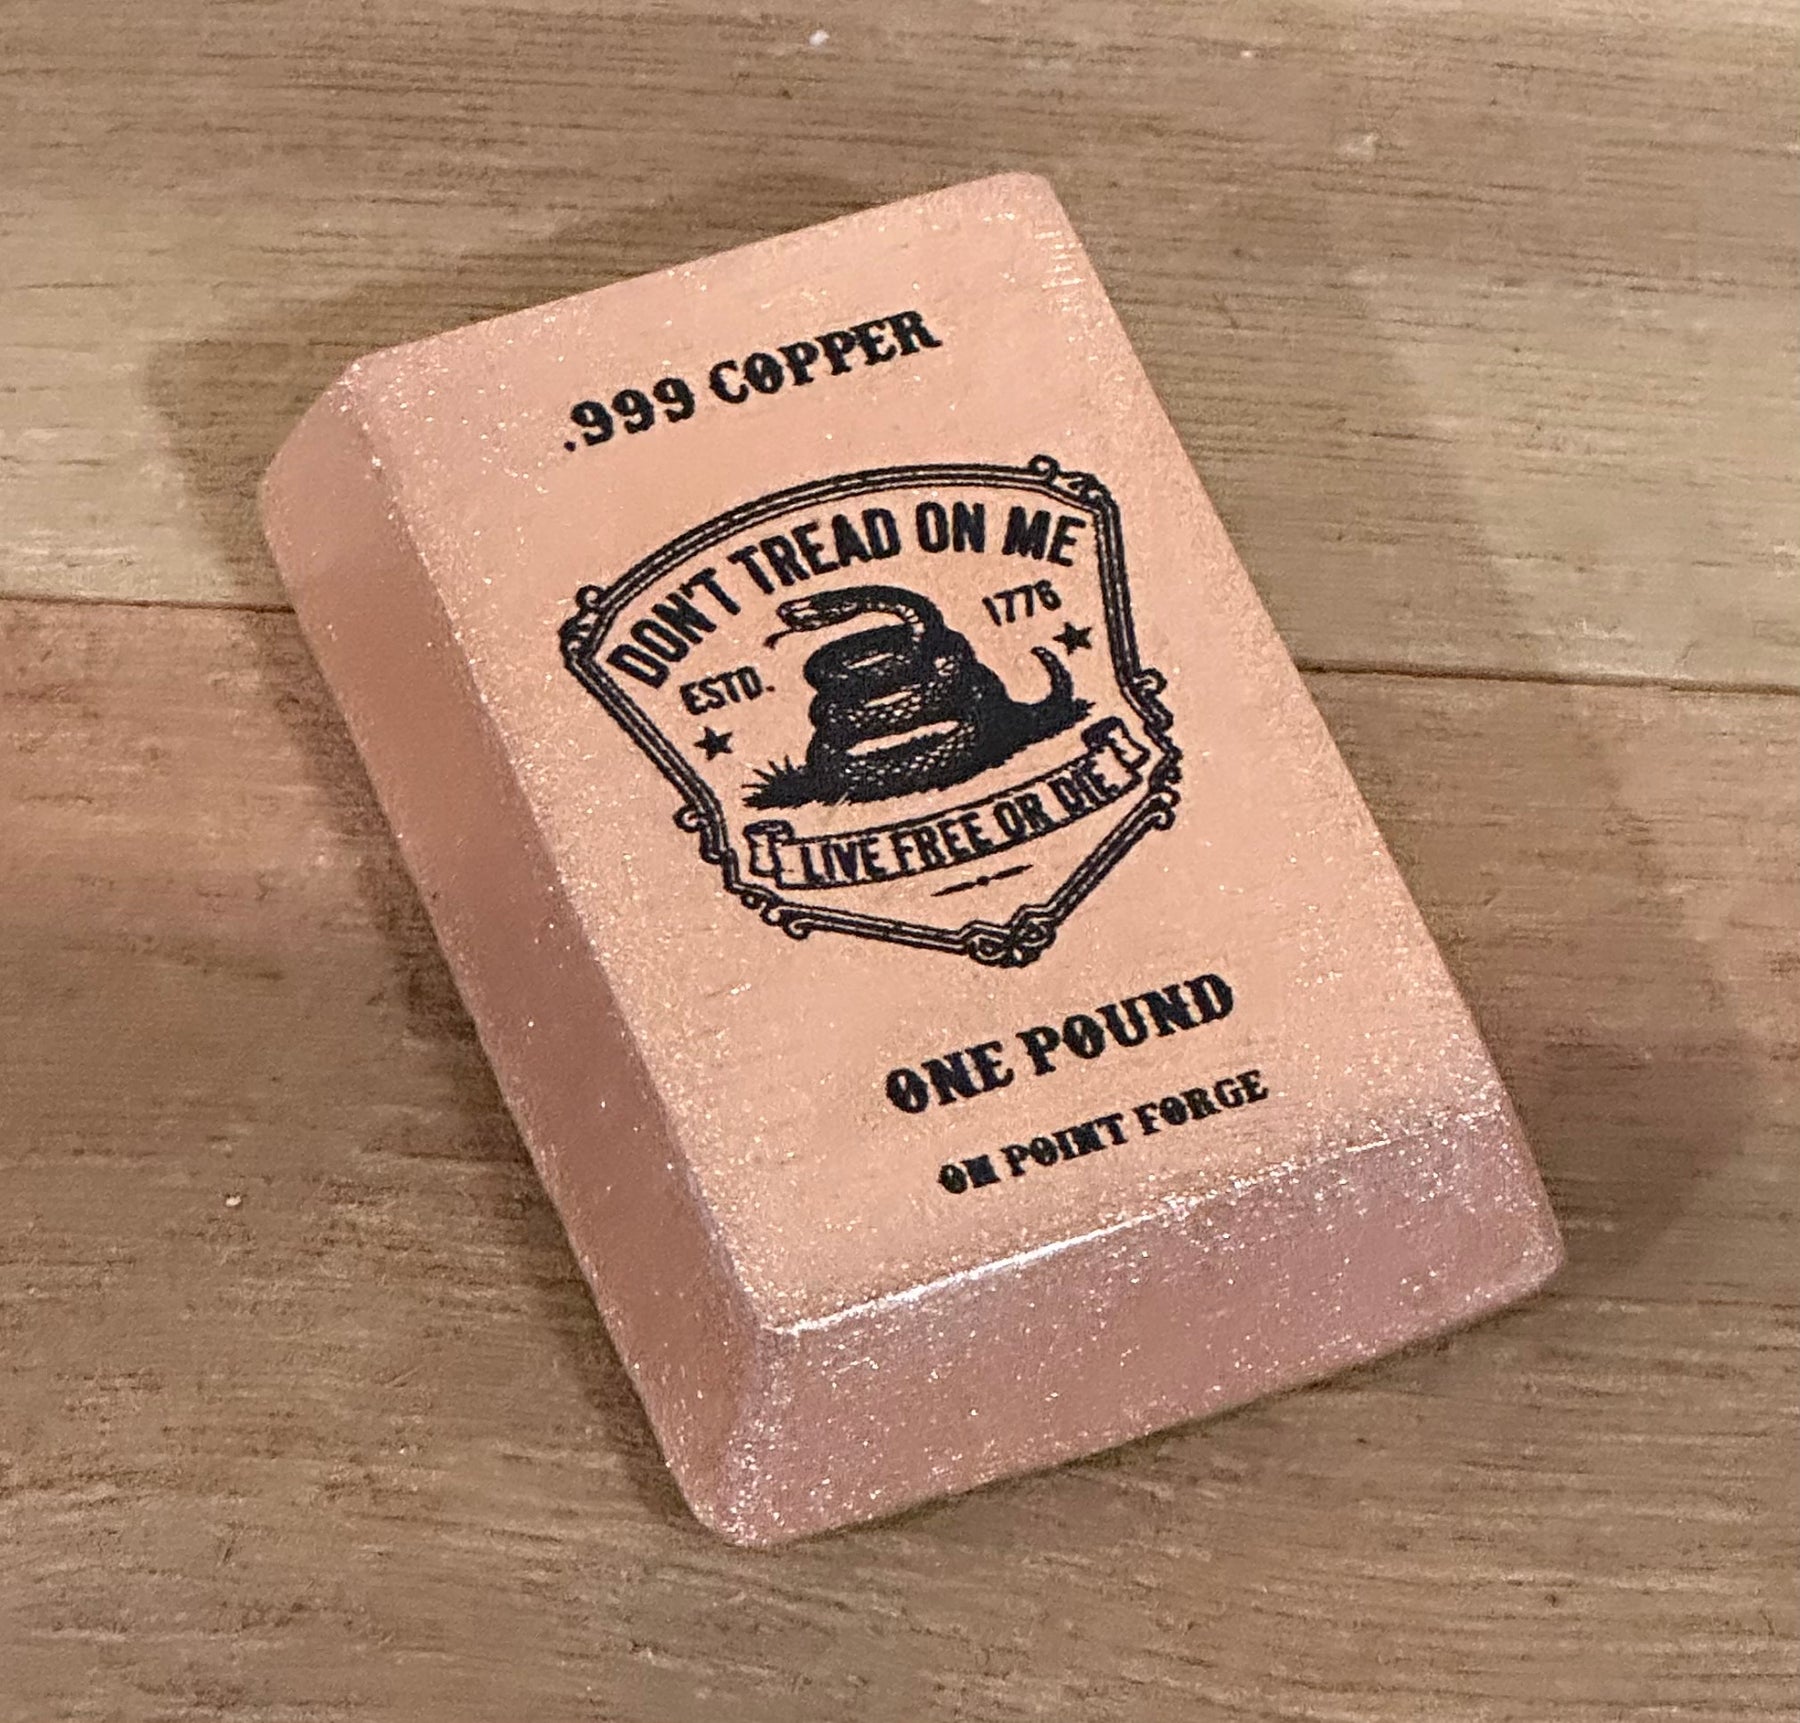 .999 COPPER
DON'T TREAD ON ME
ESTD. 1776
LIVE FREE OR DIE
ONE POUND
ON POINT FORGE